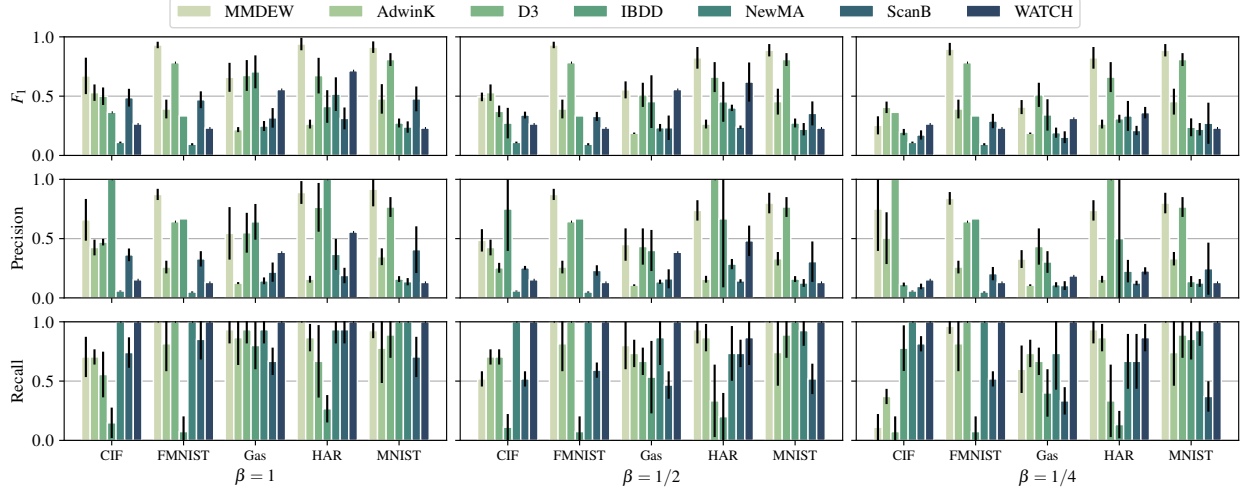 MMDEW AdwinK D3 IBDD NewMA ScanB WATCH
1.0
F₁ 0.5
0.0
1.0
Precision 0.5
0.0
1.0
Recall 0.5
0.0
CIF FMNIST Gas HAR MNIST CIF FMNIST Gas HAR MNIST CIF FMNIST Gas HAR MNIST
β = 1 β = 1/2 β = 1/4